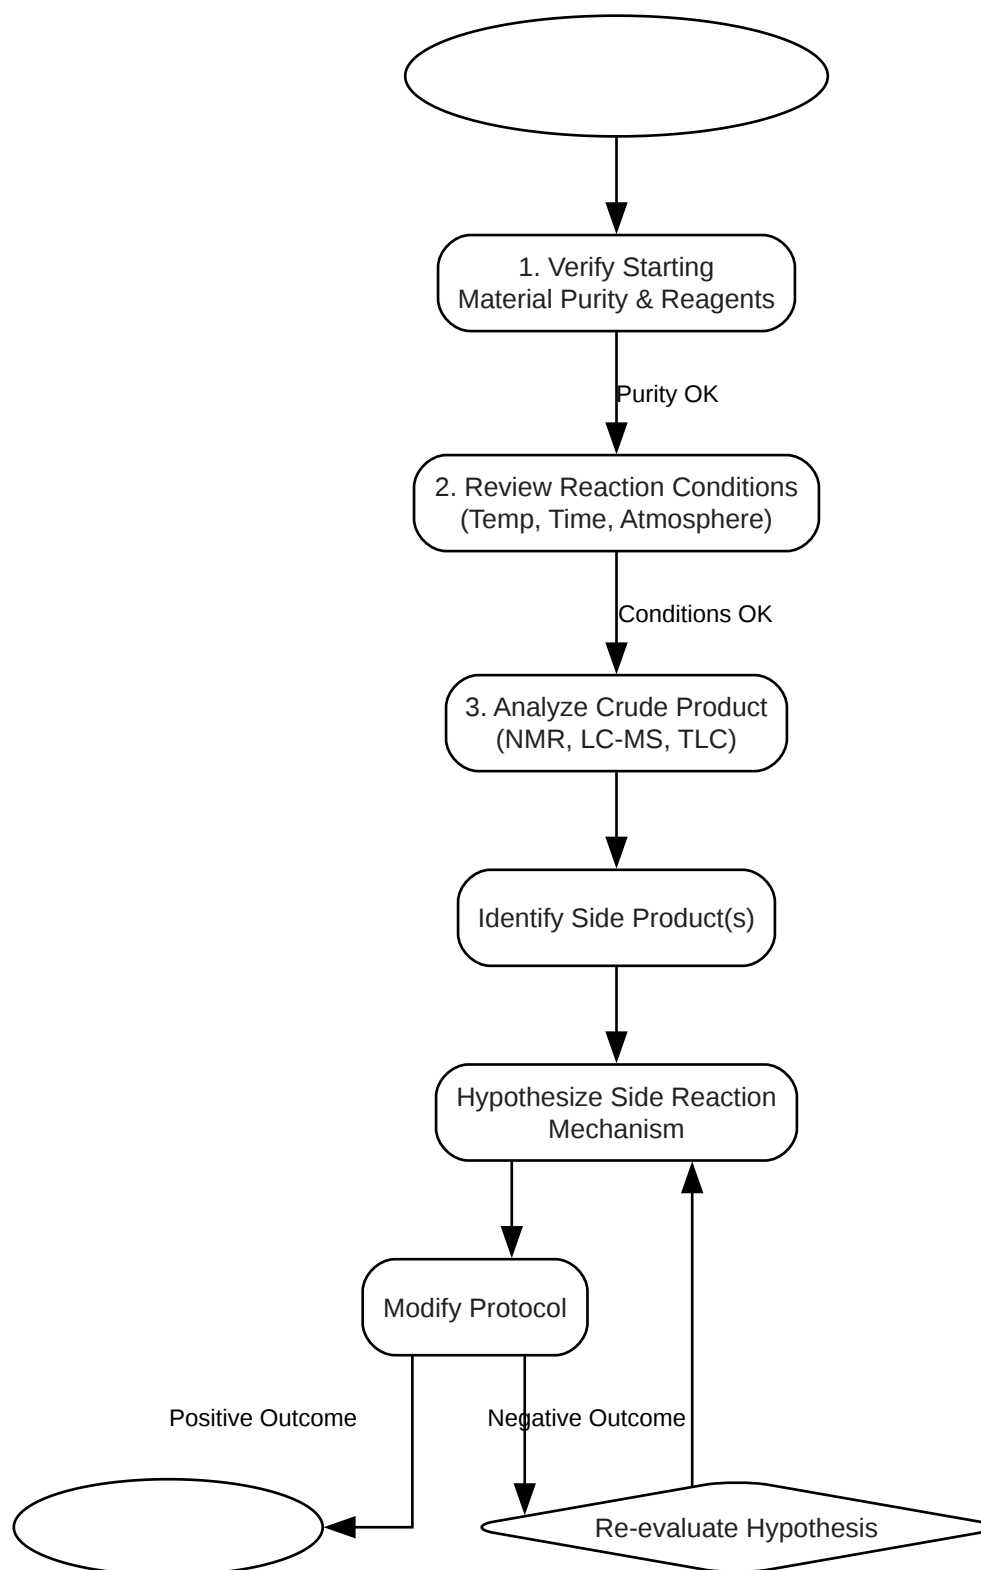 1. Verify Starting
Material Purity & Reagents
Purity OK
2. Review Reaction Conditions
(Temp, Time, Atmosphere)
Conditions OK
3. Analyze Crude Product
(NMR, LC-MS, TLC)
Identify Side Product(s)
Hypothesize Side Reaction
Mechanism
Modify Protocol
Positive Outcome
Negative Outcome
Re-evaluate Hypothesis